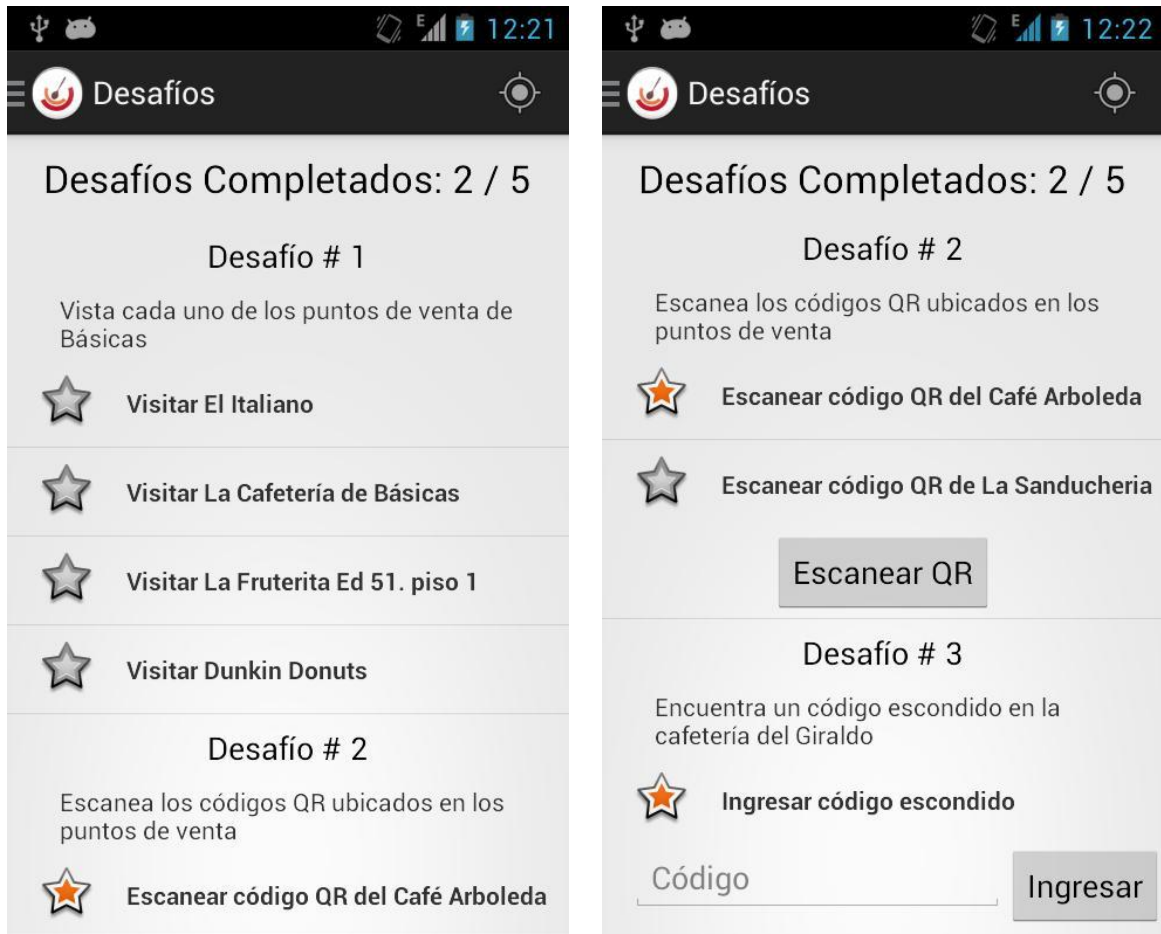 E 12:21
Desafíos
Desafíos Completados: 2 / 5
Desafío # 1
Vista cada uno de los puntos de venta de
Básicas
Visitar El Italiano
Visitar La Cafetería de Básicas
Visitar La Fruterita Ed 51. piso 1
Visitar Dunkin Donuts
Desafío # 2
Escanea los códigos QR ubicados en los
puntos de venta
Escanear código QR del Café Arboleda
E 12:22
Desafíos
Desafíos Completados: 2 / 5
Desafío # 2
Escanea los códigos QR ubicados en los
puntos de venta
Escanear código QR del Café Arboleda
Escanear código QR de La Sanducheria
Escanear QR
Desafío # 3
Encuentra un código escondido en la
cafetería del Giraldo
Ingresar código escondido
Código Ingresar